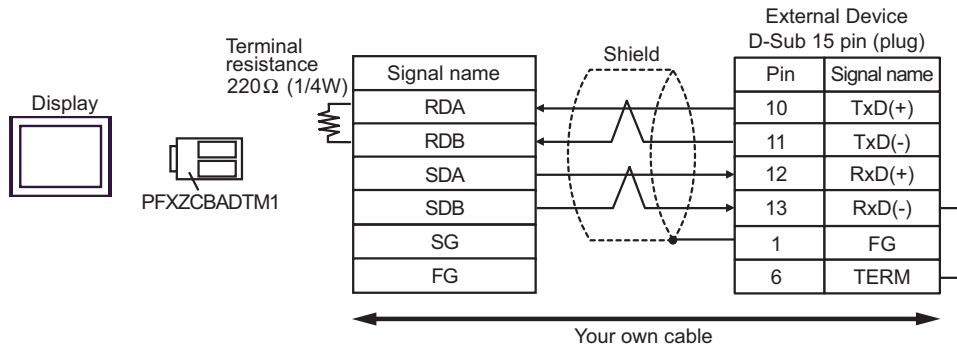 External Device
D-Sub 15 pin (plug)
Terminal
resistance
220Ω (1/4W)
Shield
Display
PFXZCBADTM1
Signal name
RDA
RDB
SDA
SDB
SG
FG
Pin Signal name
10 TxD(+)
11 TxD(-)
12 RxD(+)
13 RxD(-)
1 FG
6 TERM
Your own cable